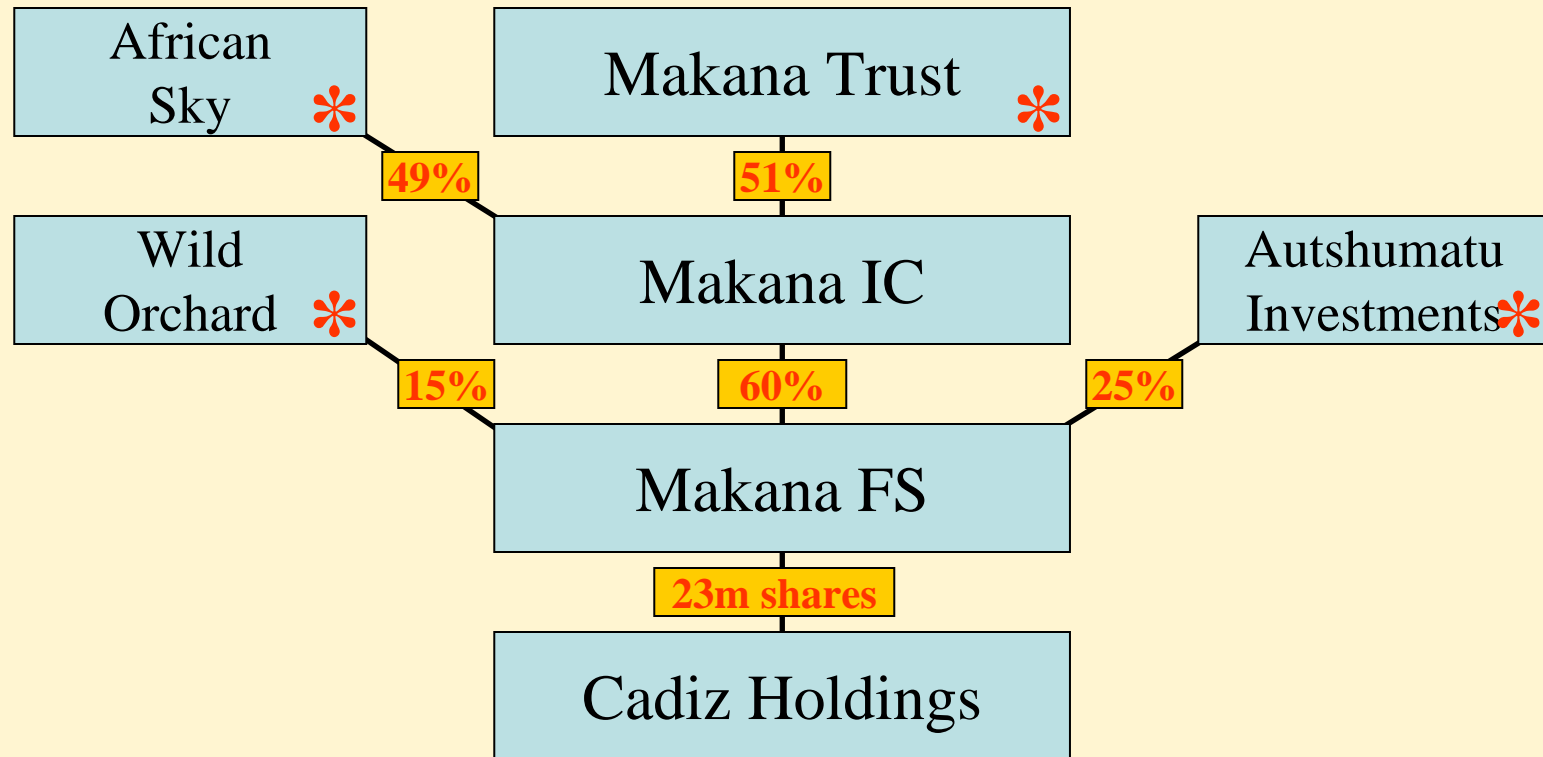 African
Sky *
Makana Trust *
49%
51%
Wild
Orchard *
Makana IC
Autshumatu
Investments*
15%
60%
25%
Makana FS
23m shares
Cadiz Holdings